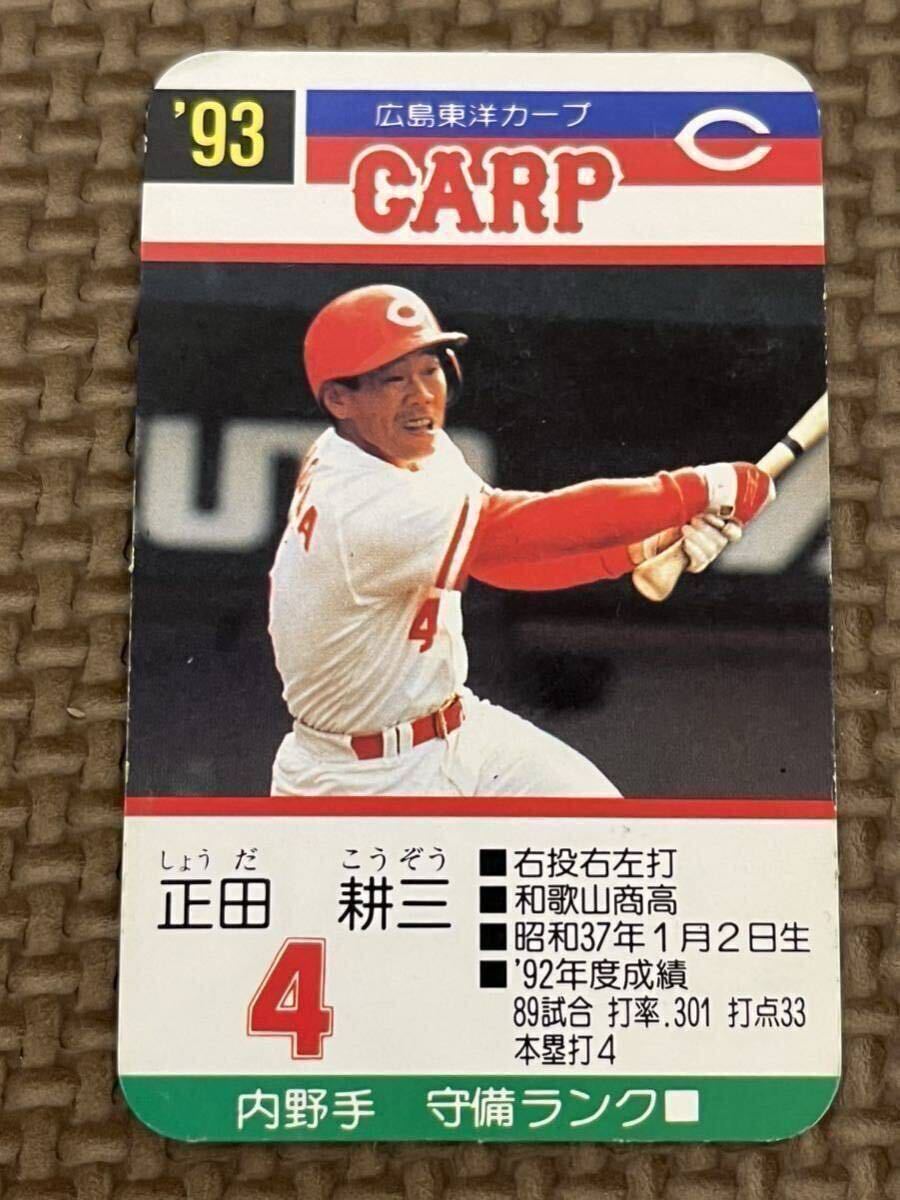 '93
広島東洋カープ
C
CARP
C
4
しょうだ こうぞう
正田 耕三
4
■右投右左打
■和歌山商高
■昭和37年1月2日生
■'92年度成績
89試合 打率.301 打点33
本塁打4
内野手 守備ランク■